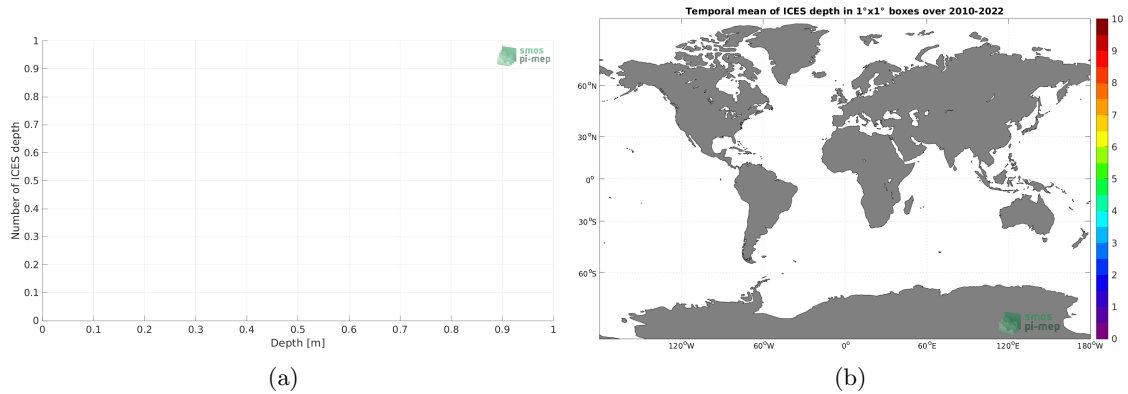 1
0.9
0.8
0.7
0.6
0.5
0.4
0.3
0.2
0.1
0
Number of ICES depth
0 0.1 0.2 0.3 0.4 0.5 0.6 0.7 0.8 0.9 1
Depth [m]
smos
pi-mep
(a)
Temporal mean of ICES depth in 1°x1° boxes over 2010-2022
60°N
30°N
0°
30°S
60°S
120°W 60°W 0° 60°E 120°E 180°W
smos
pi-mep
10
9
8
7
6
5
4
3
2
1
0
(b)